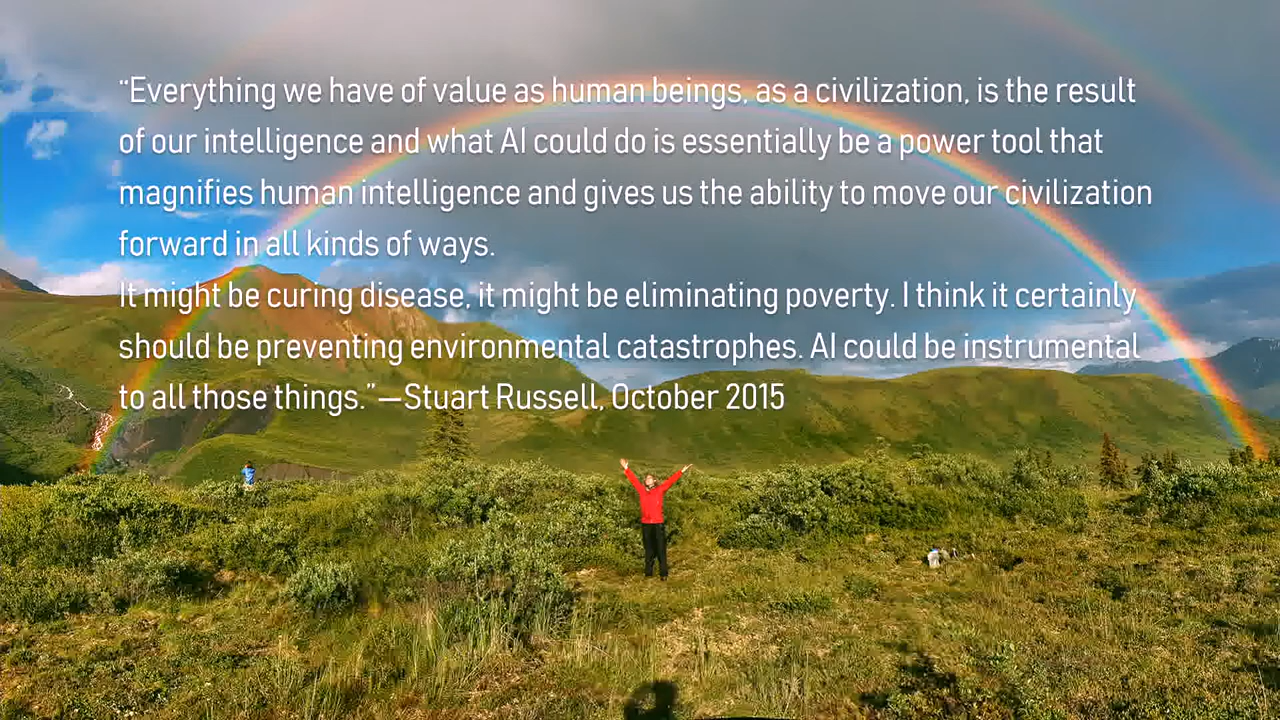 “Everything we have of value as human beings, as a civilization, is the result
of our intelligence and what AI could do is essentially be a power tool that
magnifies human intelligence and gives us the ability to move our civilization
forward in all kinds of ways.
It might be curing disease, it might be eliminating poverty. I think it certainly
should be preventing environmental catastrophes. AI could be instrumental
to all those things.” —Stuart Russell, October 2015